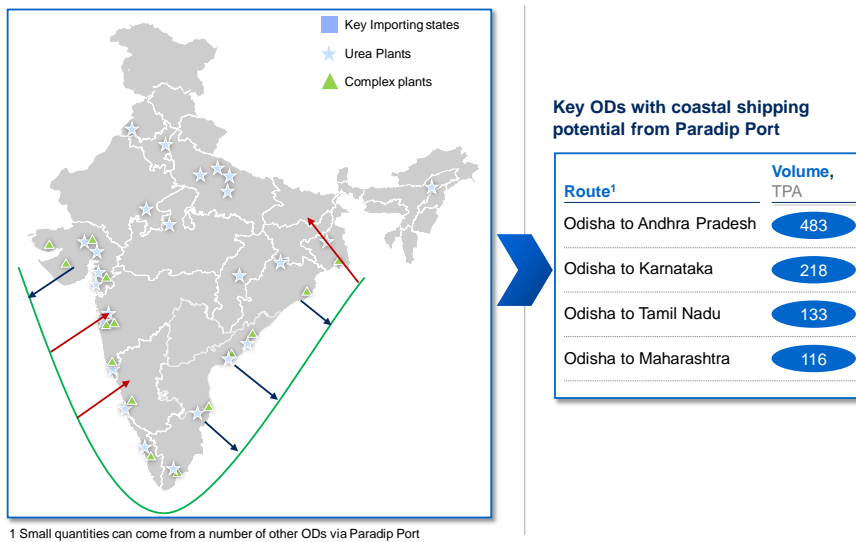 Key Importing states
Urea Plants
Complex plants
Key ODs with coastal shipping
potential from Paradip Port
Volume,
Route1 TPA
Odisha to Andhra Pradesh 483
Odisha to Karnataka 218
Odisha to Tamil Nadu 133
Odisha to Maharashtra 116
1 Small quantities can come from a number of other ODs via Paradip Port